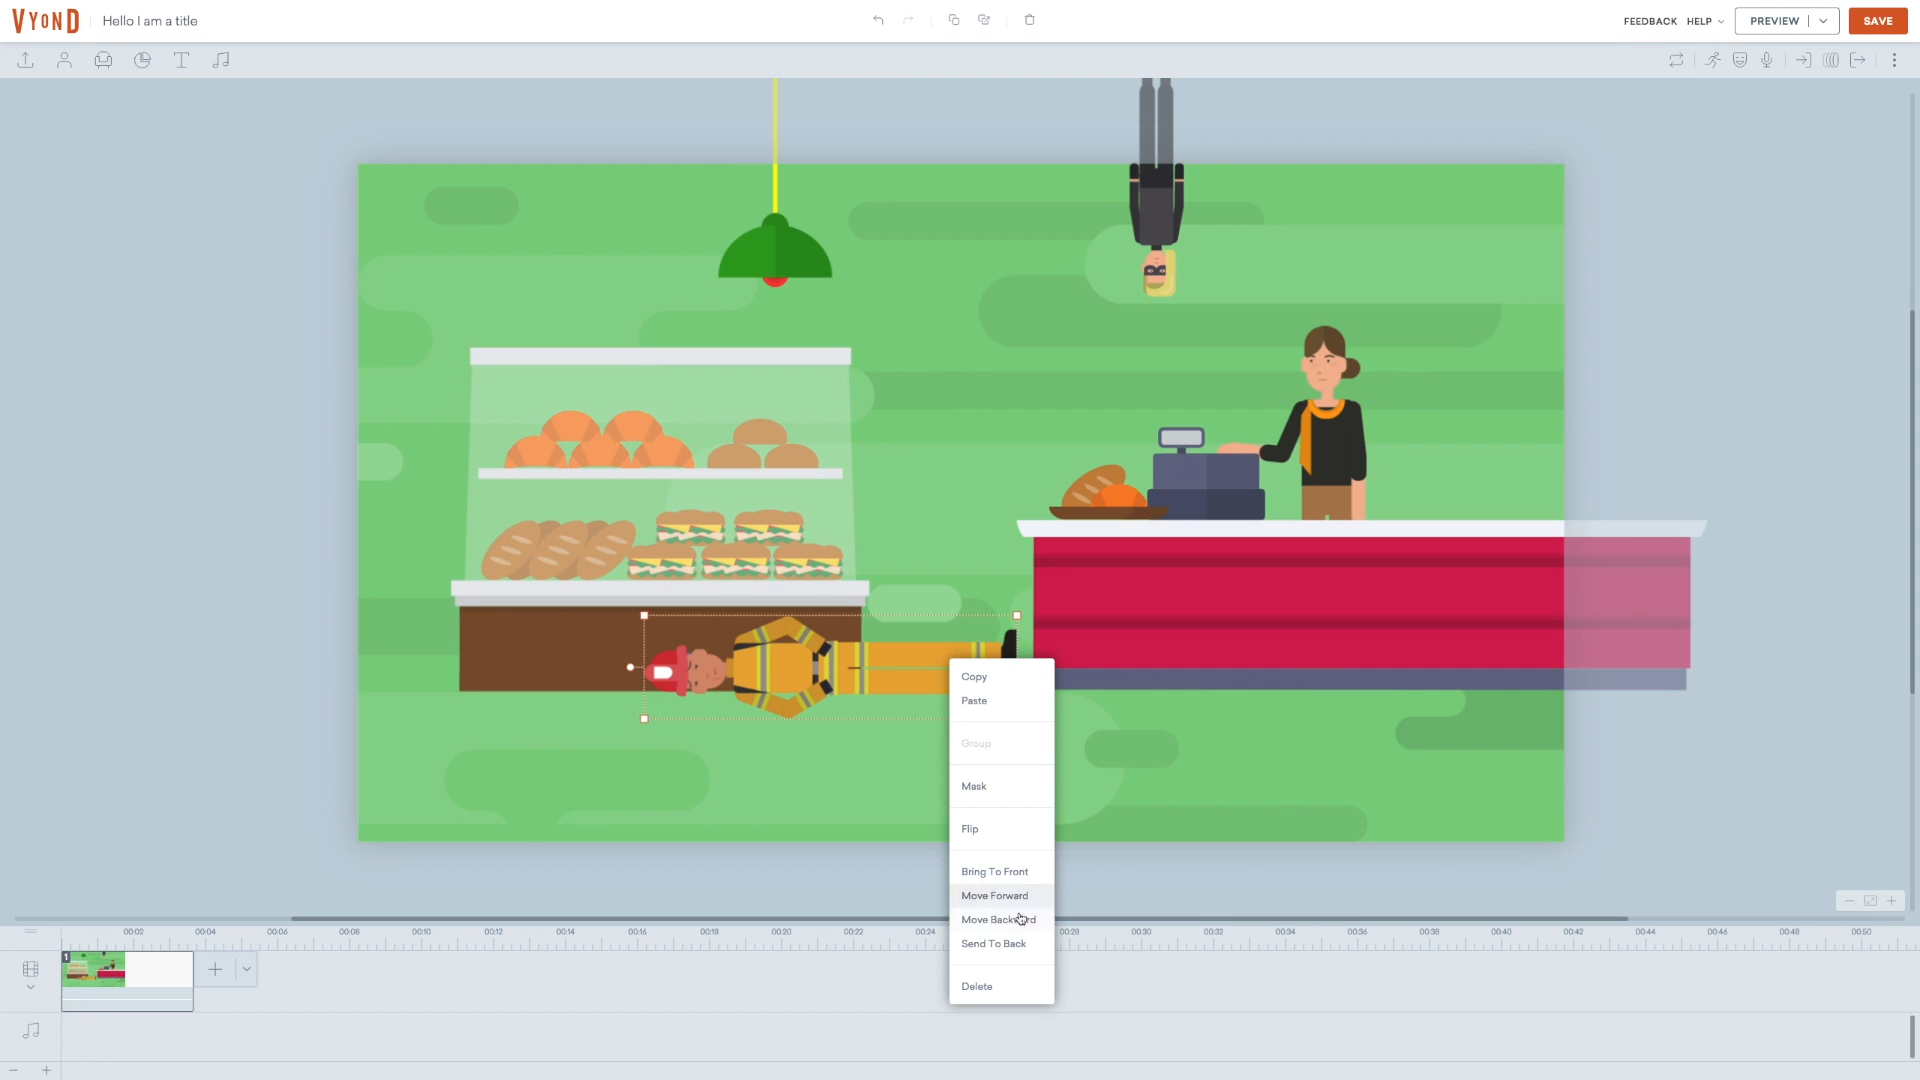 VYOND
Hello I am a title
FEEDBACK HELP
PREVIEW
SAVE
Copy
Paste
Group
Mask
Flip
Bring To Front
Move Forward
Move Backward
Send To Back
Delete
00:02 00:04 00:06 00:08 00:10 00:12 00:14 00:16 00:18 00:20 00:22 00:24 00:28 00:30 00:32 00:34 00:36 00:38 00:40 00:42 00:44 00:46 00:48 00:50
1